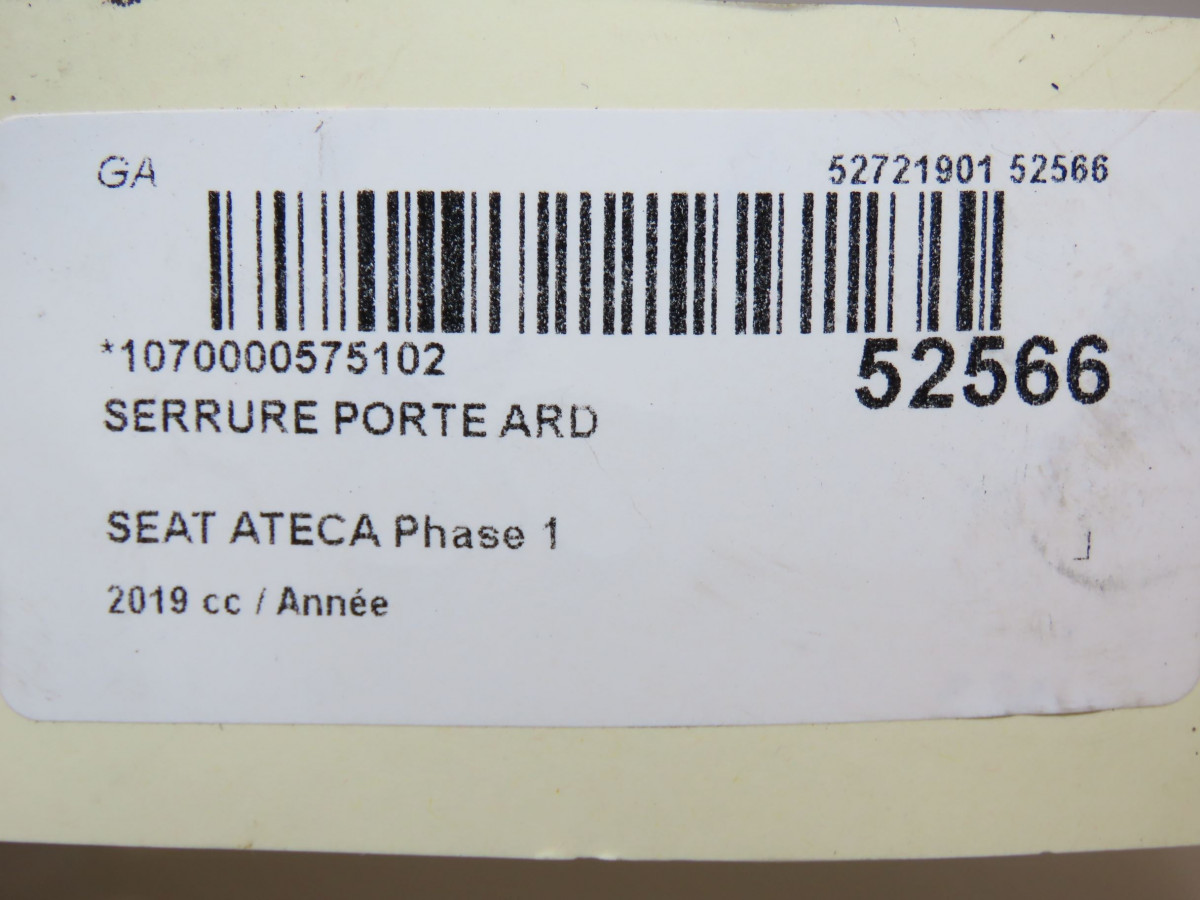 GA
52721901 52566
*1070000575102
52566
SERRURE PORTE ARD
SEAT ATECA Phase 1
2019 cc / Année